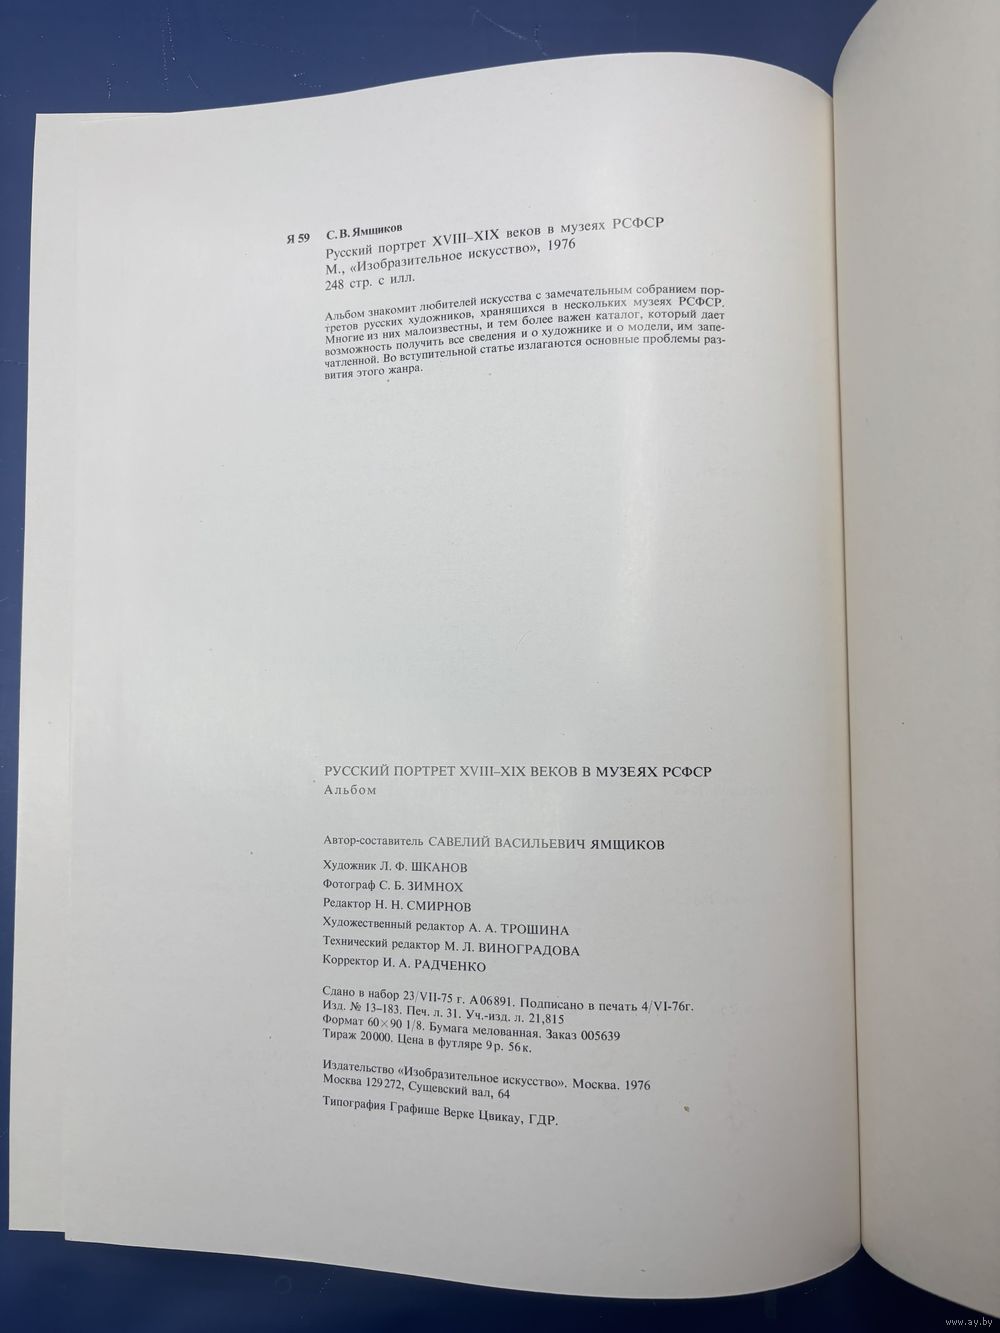 Я 59 С. В. Ямщиков
Русский портрет XVIII–XIX веков в музеях РСФСР
М., «Изобразительное искусство», 1976
248 стр. с илл.
Альбом знакомит любителей искусства с замечательным собранием пор-
третов русских художников, хранящихся в нескольких музеях РСФСР.
Многие из них малоизвестны, и тем более важен каталог, который дает
возможность получить все сведения и о художнике и о модели, им запе-
чатленной. Во вступительной статье излагаются основные проблемы раз-
вития этого жанра.
РУССКИЙ ПОРТРЕТ XVIII–XIX ВЕКОВ В МУЗЕЯХ РСФСР
Альбом
Автор-составитель САВЕЛИЙ ВАСИЛЬЕВИЧ ЯМЩИКОВ
Художник Л. Ф. ШКАНОВ
Фотограф С. Б. ЗИМНОХ
Редактор Н. Н. СМИРНОВ
Художественный редактор А. А. ТРОШИНА
Технический редактор М. Л. ВИНОГРАДОВА
Корректор И. А. РАДЧЕНКО
Сдано в набор 23/VII-75 г. А06891. Подписано в печать 4/VI-76г.
Изд. № 13–183. Печ. л. 31. Уч.-изд. л. 21,815
Формат 60×90 1/8. Бумага мелованная. Заказ 005639
Тираж 20000. Цена в футляре 9 р. 56 к.
Издательство «Изобразительное искусство». Москва. 1976
Москва 129272, Сущевский вал, 64
Типография Графише Верке Цвикау, ГДР.
www.ay.by